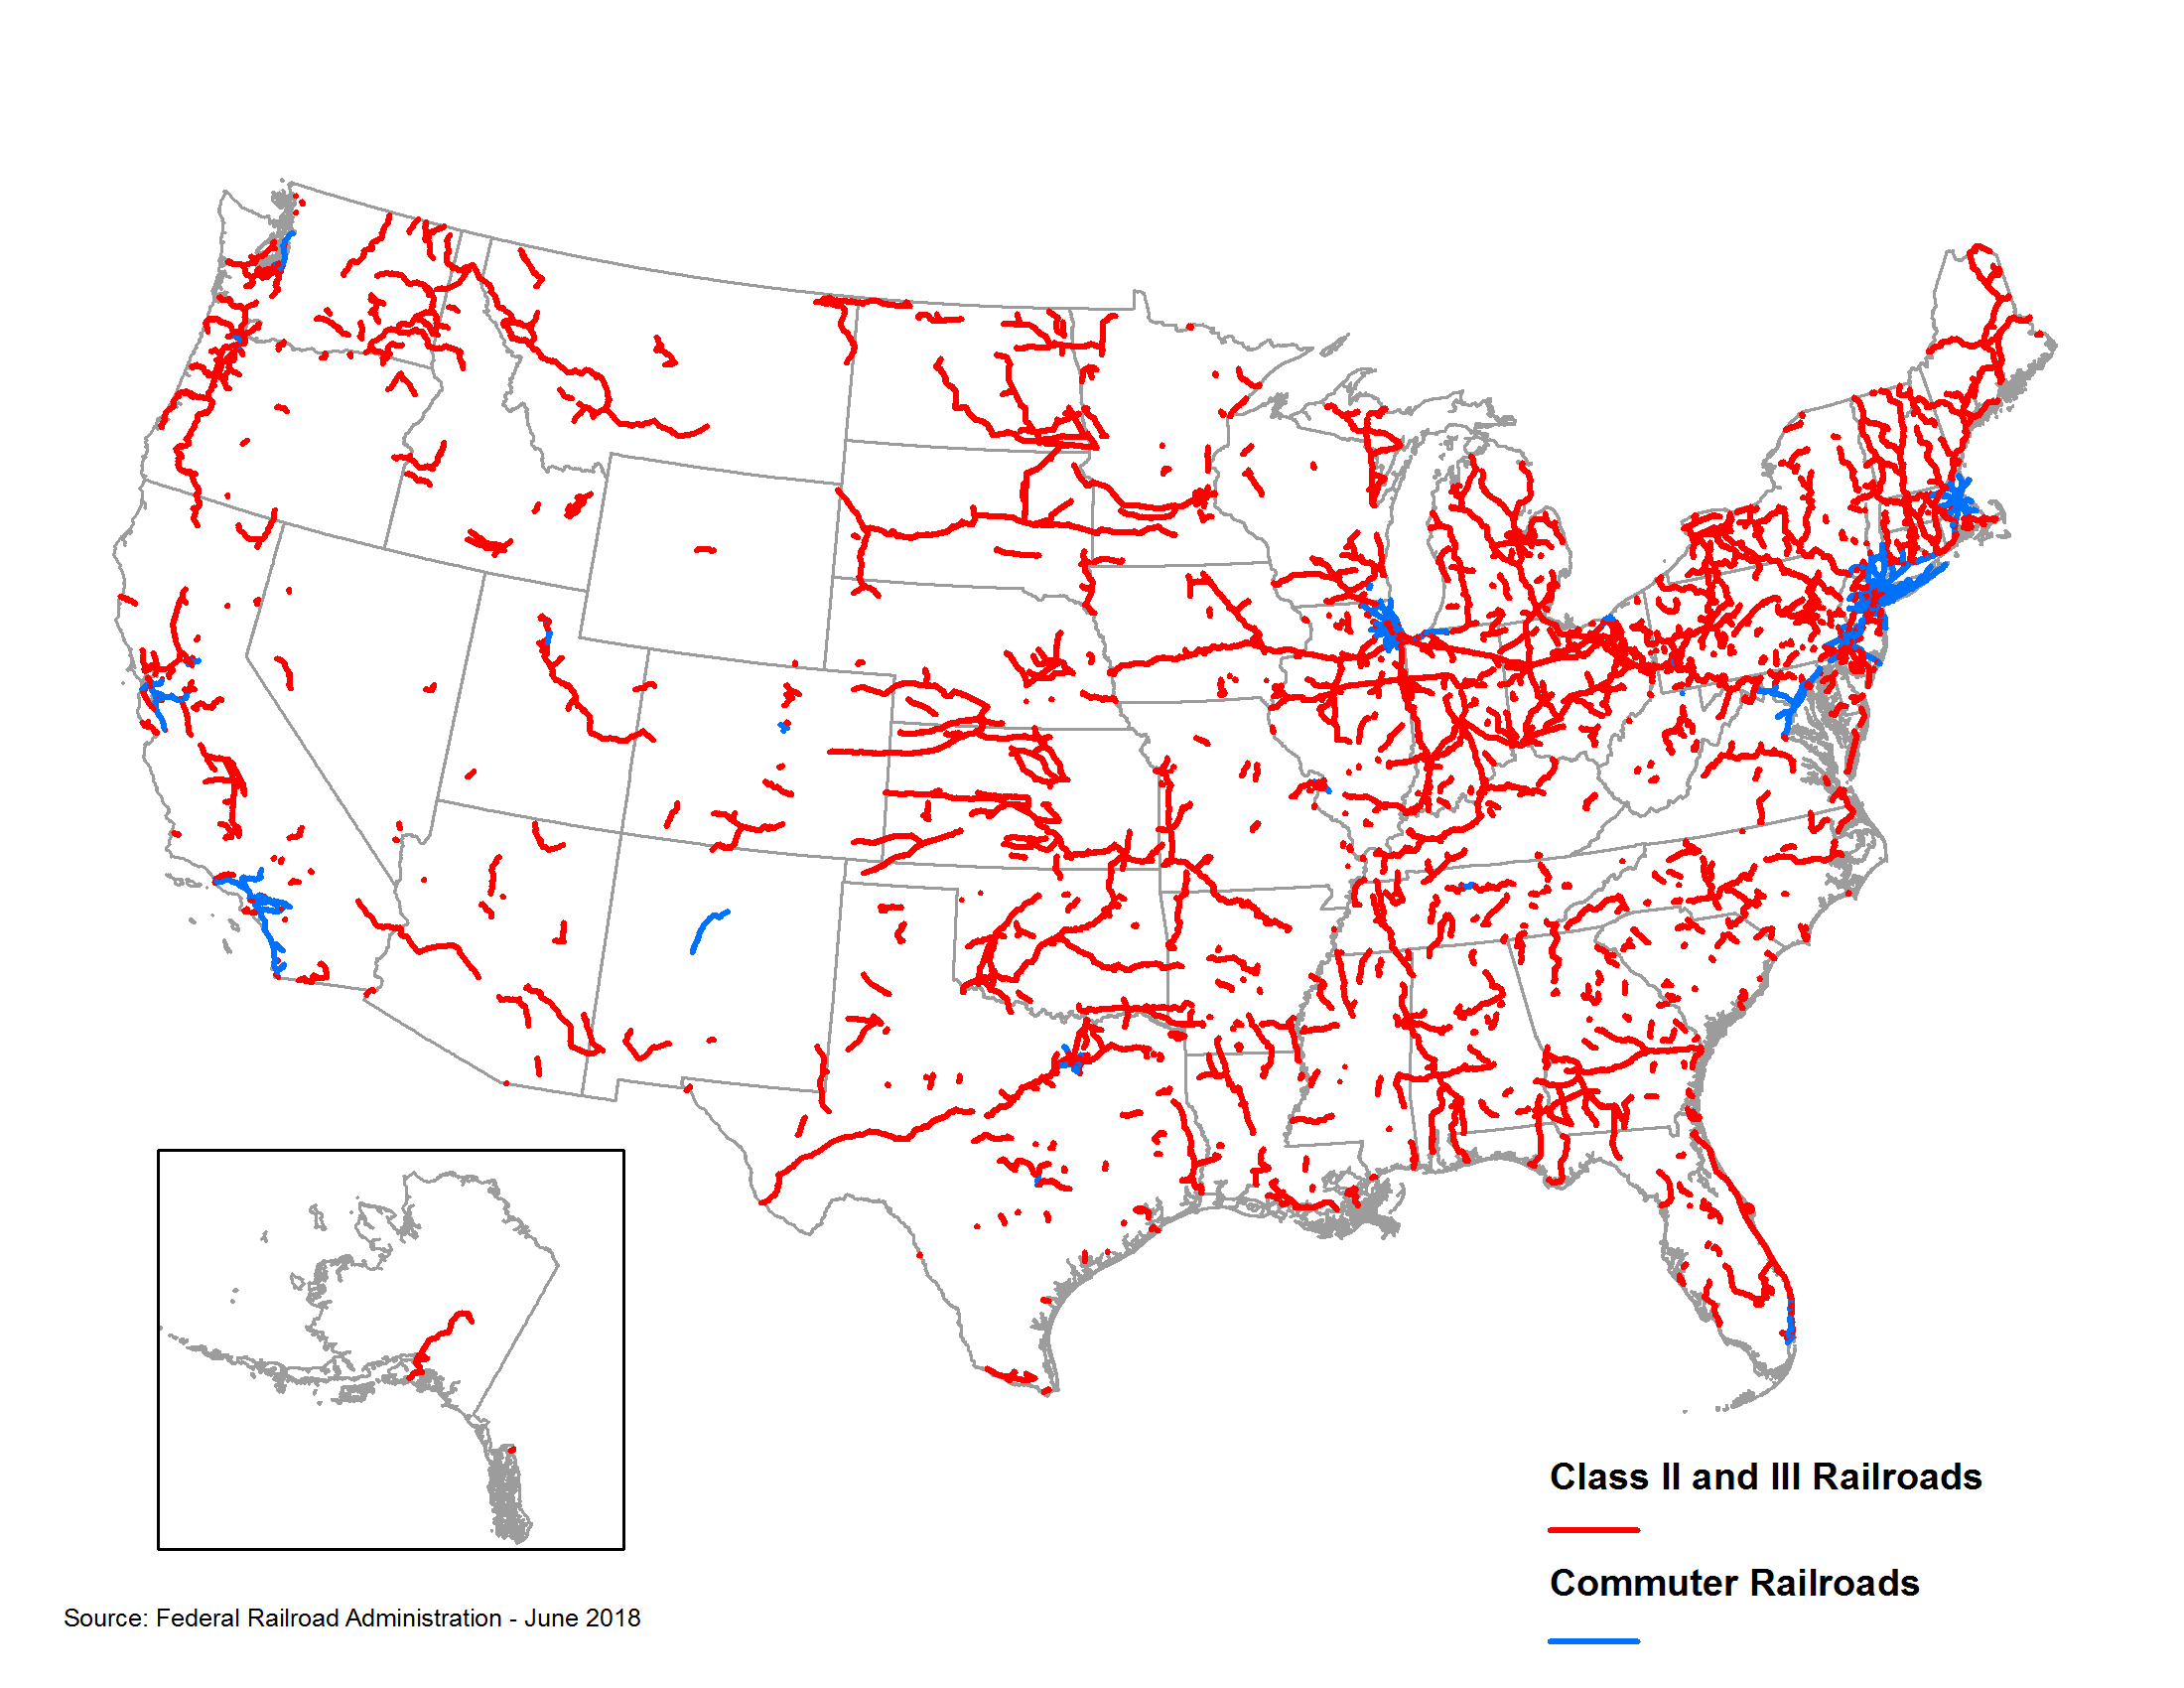 Class II and III Railroads
Commuter Railroads
Source: Federal Railroad Administration - June 2018